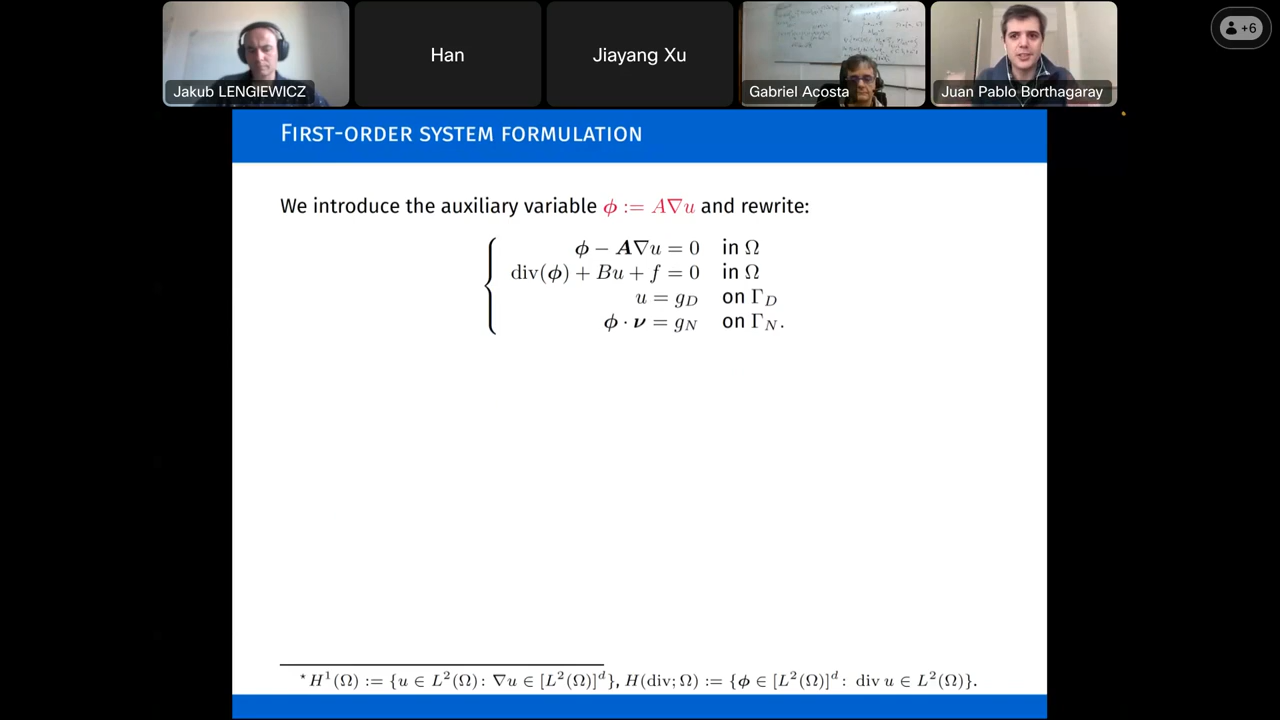 Jakub LENGIEWICZ
Han
Jiayang Xu
Gabriel Acosta
Juan Pablo Borthagaray
+6
First-order system formulation
We introduce the auxiliary variable ϕ := A∇u and rewrite:
ϕ − A∇u = 0 in Ω
div(ϕ) + Bu + f = 0 in Ω
u = g_D on Γ_D
ϕ · ν = g_N on Γ_N.
* H¹(Ω) := {u ∈ L²(Ω): ∇u ∈ [L²(Ω)]ᵈ}, H(div; Ω) := {ϕ ∈ [L²(Ω)]ᵈ: div u ∈ L²(Ω)}.